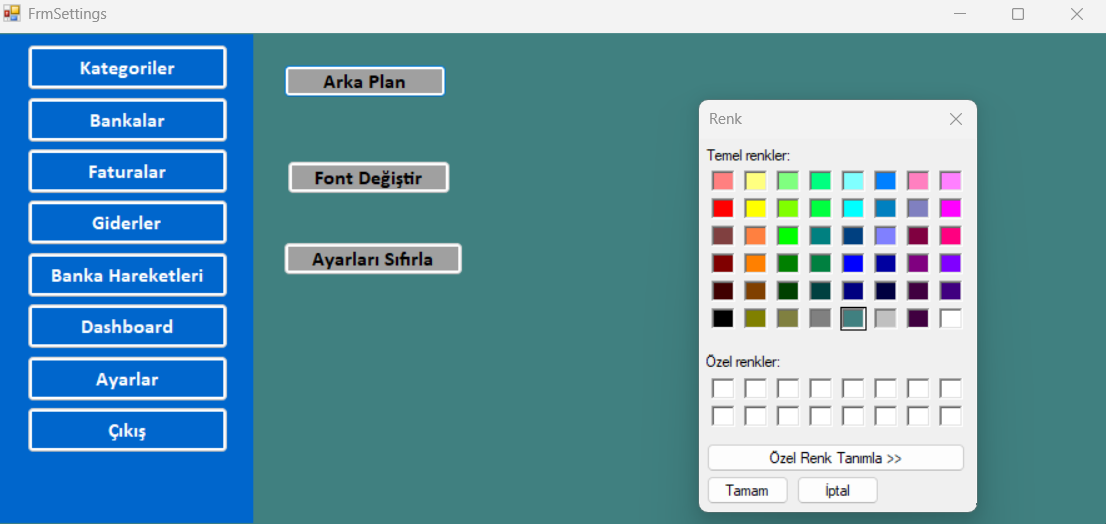 FrmSettings
Kategoriler
Bankalar
Faturalar
Giderler
Banka Hareketleri
Dashboard
Ayarlar
Çıkış
Arka Plan
Font Değiştir
Ayarları Sıfırla
Renk
Temel renkler:
Özel renkler:
Özel Renk Tanımla >>
Tamam
İptal